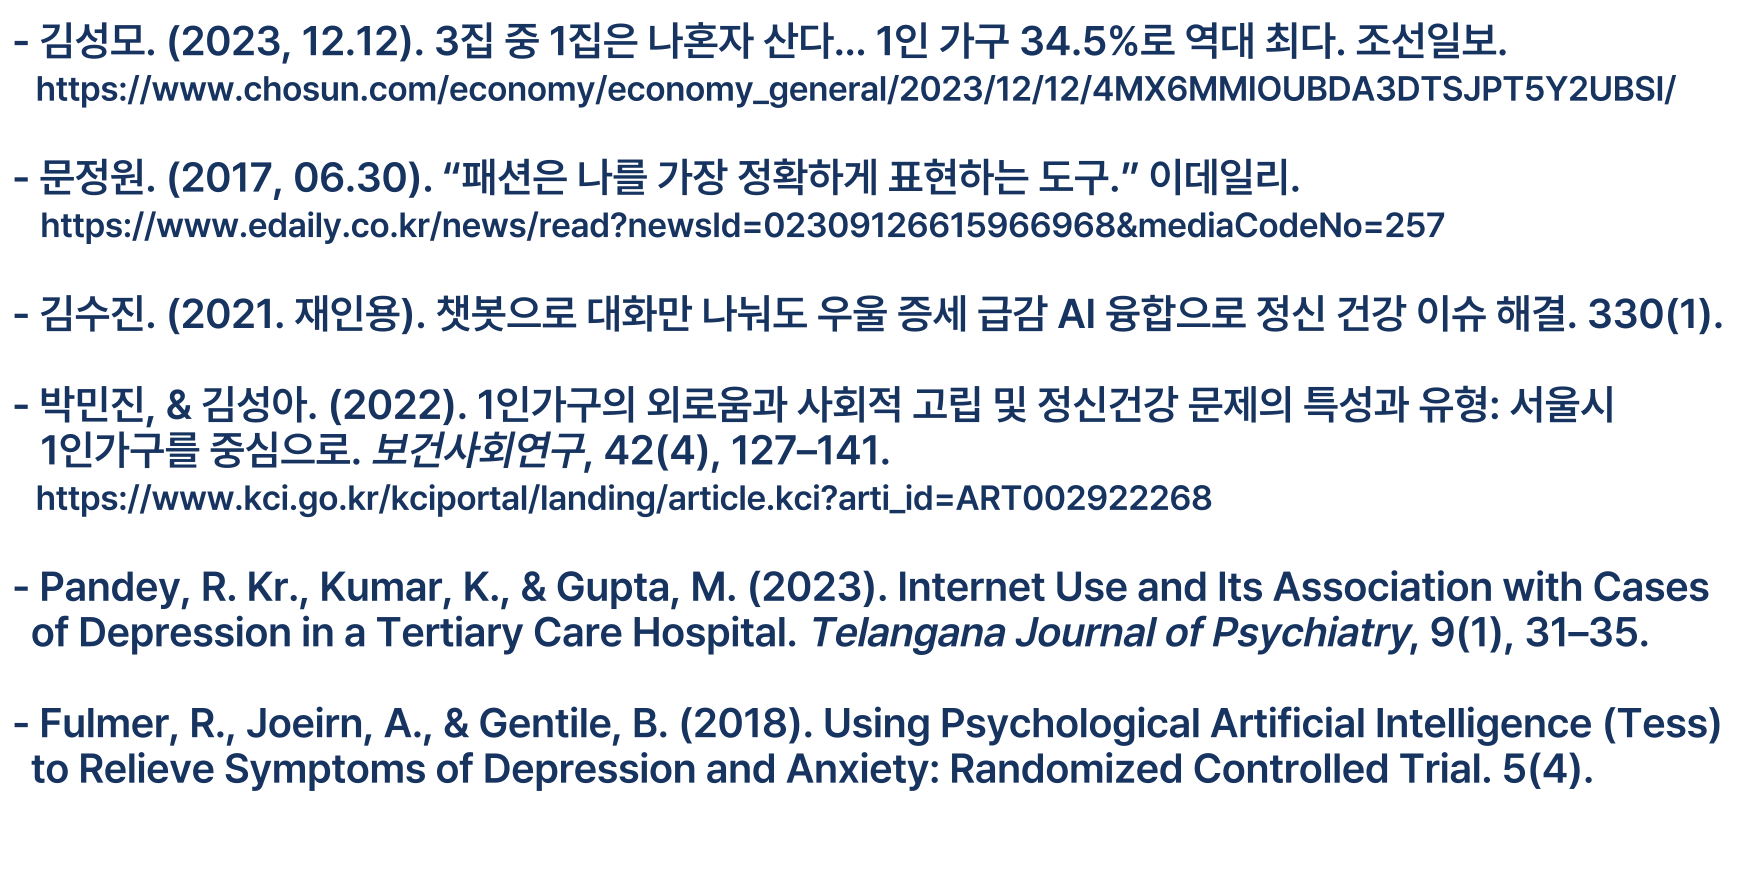 - 김성모. (2023, 12.12). 3집 중 1집은 나혼자 산다... 1인 가구 34.5%로 역대 최다. 조선일보.
https://www.chosun.com/economy/economy_general/2023/12/12/4MX6MMIOUBDA3DTSJPT5Y2UBSI/
- 문정원. (2017, 06.30). “패션은 나를 가장 정확하게 표현하는 도구.” 이데일리.
https://www.edaily.co.kr/news/read?newsId=02309126615966968&mediaCodeNo=257
- 김수진. (2021. 재인용). 챗봇으로 대화만 나눠도 우울 증세 급감 AI 융합으로 정신 건강 이슈 해결. 330(1).
- 박민진, & 김성아. (2022). 1인가구의 외로움과 사회적 고립 및 정신건강 문제의 특성과 유형: 서울시
1인가구를 중심으로. 보건사회연구, 42(4), 127–141.
https://www.kci.go.kr/kciportal/landing/article.kci?arti_id=ART002922268
- Pandey, R. Kr., Kumar, K., & Gupta, M. (2023). Internet Use and Its Association with Cases
of Depression in a Tertiary Care Hospital. Telangana Journal of Psychiatry, 9(1), 31–35.
- Fulmer, R., Joeirn, A., & Gentile, B. (2018). Using Psychological Artificial Intelligence (Tess)
to Relieve Symptoms of Depression and Anxiety: Randomized Controlled Trial. 5(4).